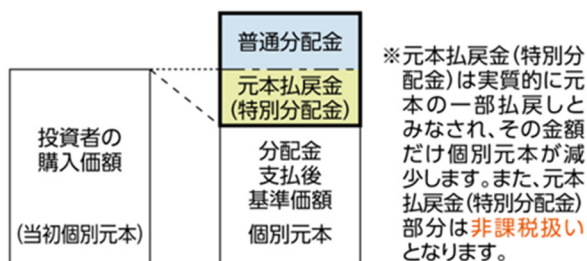 普通分配金
元本払戻金
(特別分配金)
投資者の
購入価額
(当初個別元本)
分配金
支払後
基準価額
個別元本
※元本払戻金(特別分
配金)は実質的に元
本の一部払戻しと
みなされ、その金額
だけ個別元本が減
少します。また、元本
払戻金(特別分配金)
部分は非課税扱い
となります。